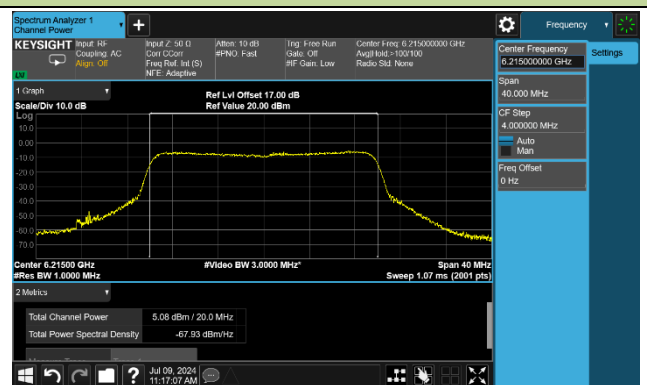 Spectrum Analyzer 1
Channel Power
+
Frequency
KEYSIGHT Input: RF Input Z: 50 Ω Atten: 10 dB Trig: Free Run Center Freq: 6.215000000 GHz
Coupling: AC Corr CCorr #PNO: Fast Gate: Off Avg|Hold:>100/100
Align: Off Freq Ref: Int (S) #IF Gain: Low Radio Std: None
NFE: Adaptive
LV
Center Frequency
6.215000000 GHz
Settings
Span
40.000 MHz
CF Step
4.000000 MHz
Auto
Man
Freq Offset
0 Hz
1 Graph
Scale/Div 10.0 dB
Ref Lvl Offset 17.00 dB
Ref Value 20.00 dBm
Log
10.0
0.00
-10.0
-20.0
-30.0
-40.0
-50.0
-60.0
-70.0
Center 6.21500 GHz #Video BW 3.0000 MHz* Span 40 MHz
#Res BW 1.0000 MHz Sweep 1.07 ms (2001 pts)
2 Metrics
Total Channel Power 5.08 dBm / 20.0 MHz
Total Power Spectral Density -67.93 dBm/Hz
?
Jul 09, 2024
11:17:07 AM